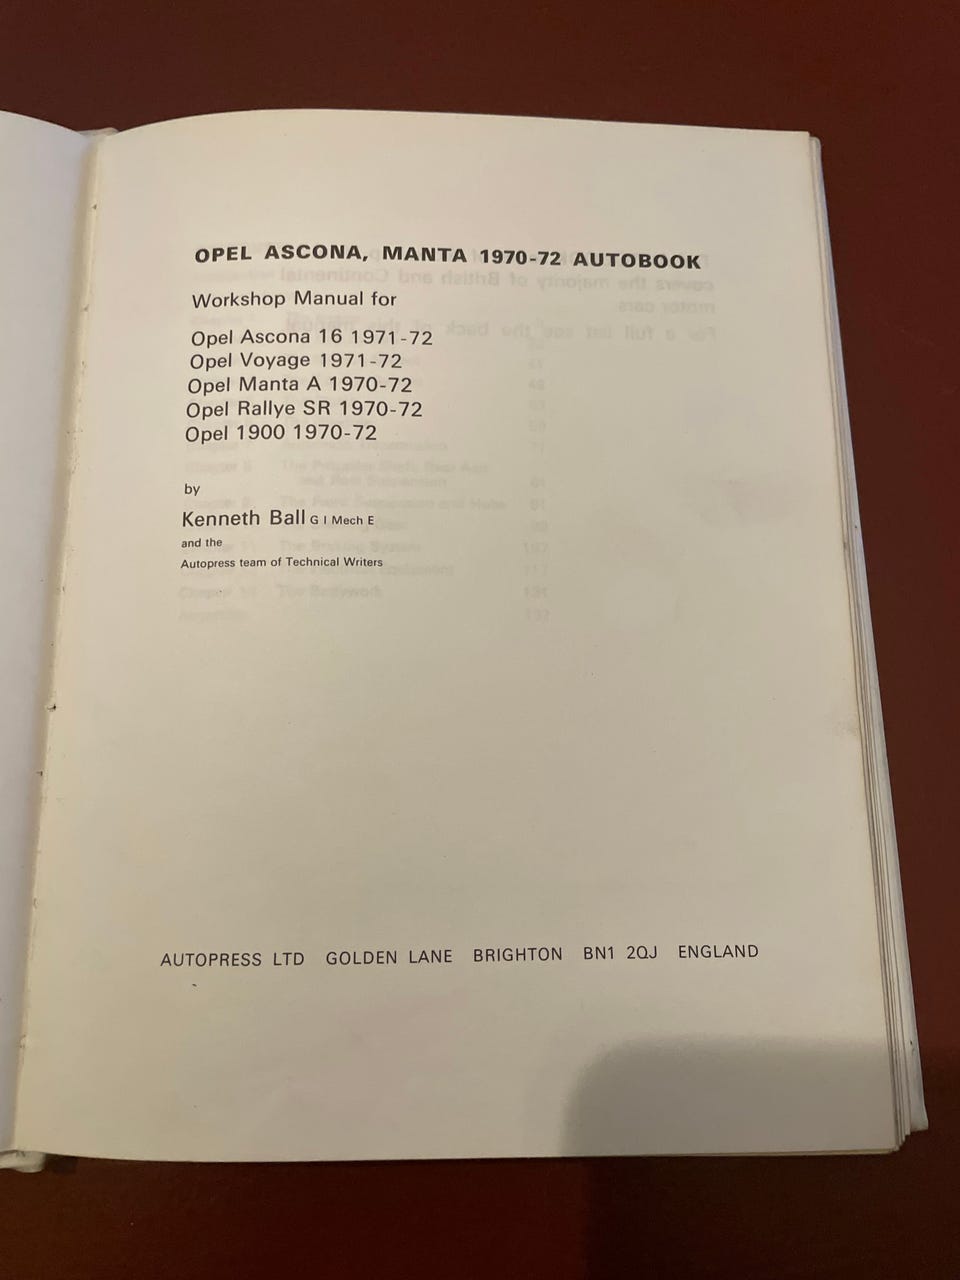 OPEL ASCONA, MANTA 1970-72 AUTOBOOK
Workshop Manual for
Opel Ascona 16 1971-72
Opel Voyage 1971-72
Opel Manta A 1970-72
Opel Rallye SR 1970-72
Opel 1900 1970-72
by
Kenneth Ball G I Mech E
and the
Autopress team of Technical Writers
AUTOPRESS LTD GOLDEN LANE BRIGHTON BN1 2QJ ENGLAND